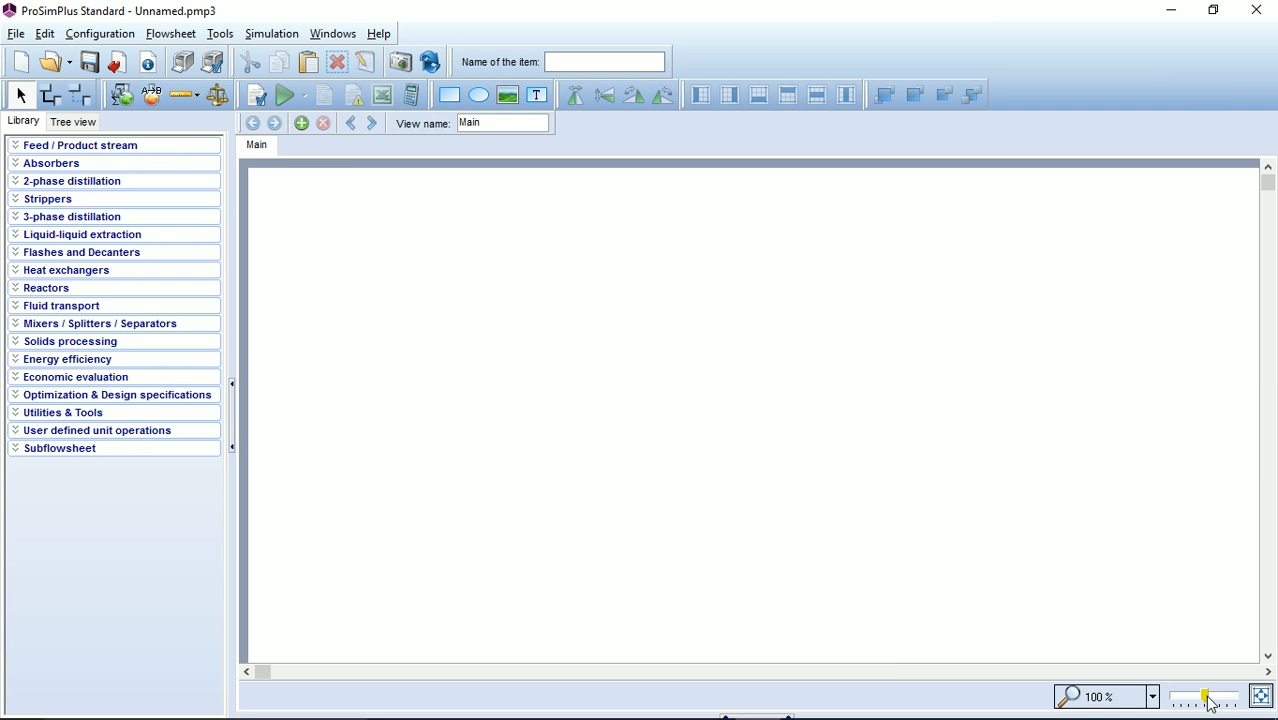 ProSimPlus Standard - Unnamed.pmp3
File Edit Configuration Flowsheet Tools Simulation Windows Help
Name of the item:
A→B
T
Library Tree view
View name: Main
Main
Feed / Product stream
Absorbers
2-phase distillation
Strippers
3-phase distillation
Liquid-liquid extraction
Flashes and Decanters
Heat exchangers
Reactors
Fluid transport
Mixers / Splitters / Separators
Solids processing
Energy efficiency
Economic evaluation
Optimization & Design specifications
Utilities & Tools
User defined unit operations
Subflowsheet
100 %